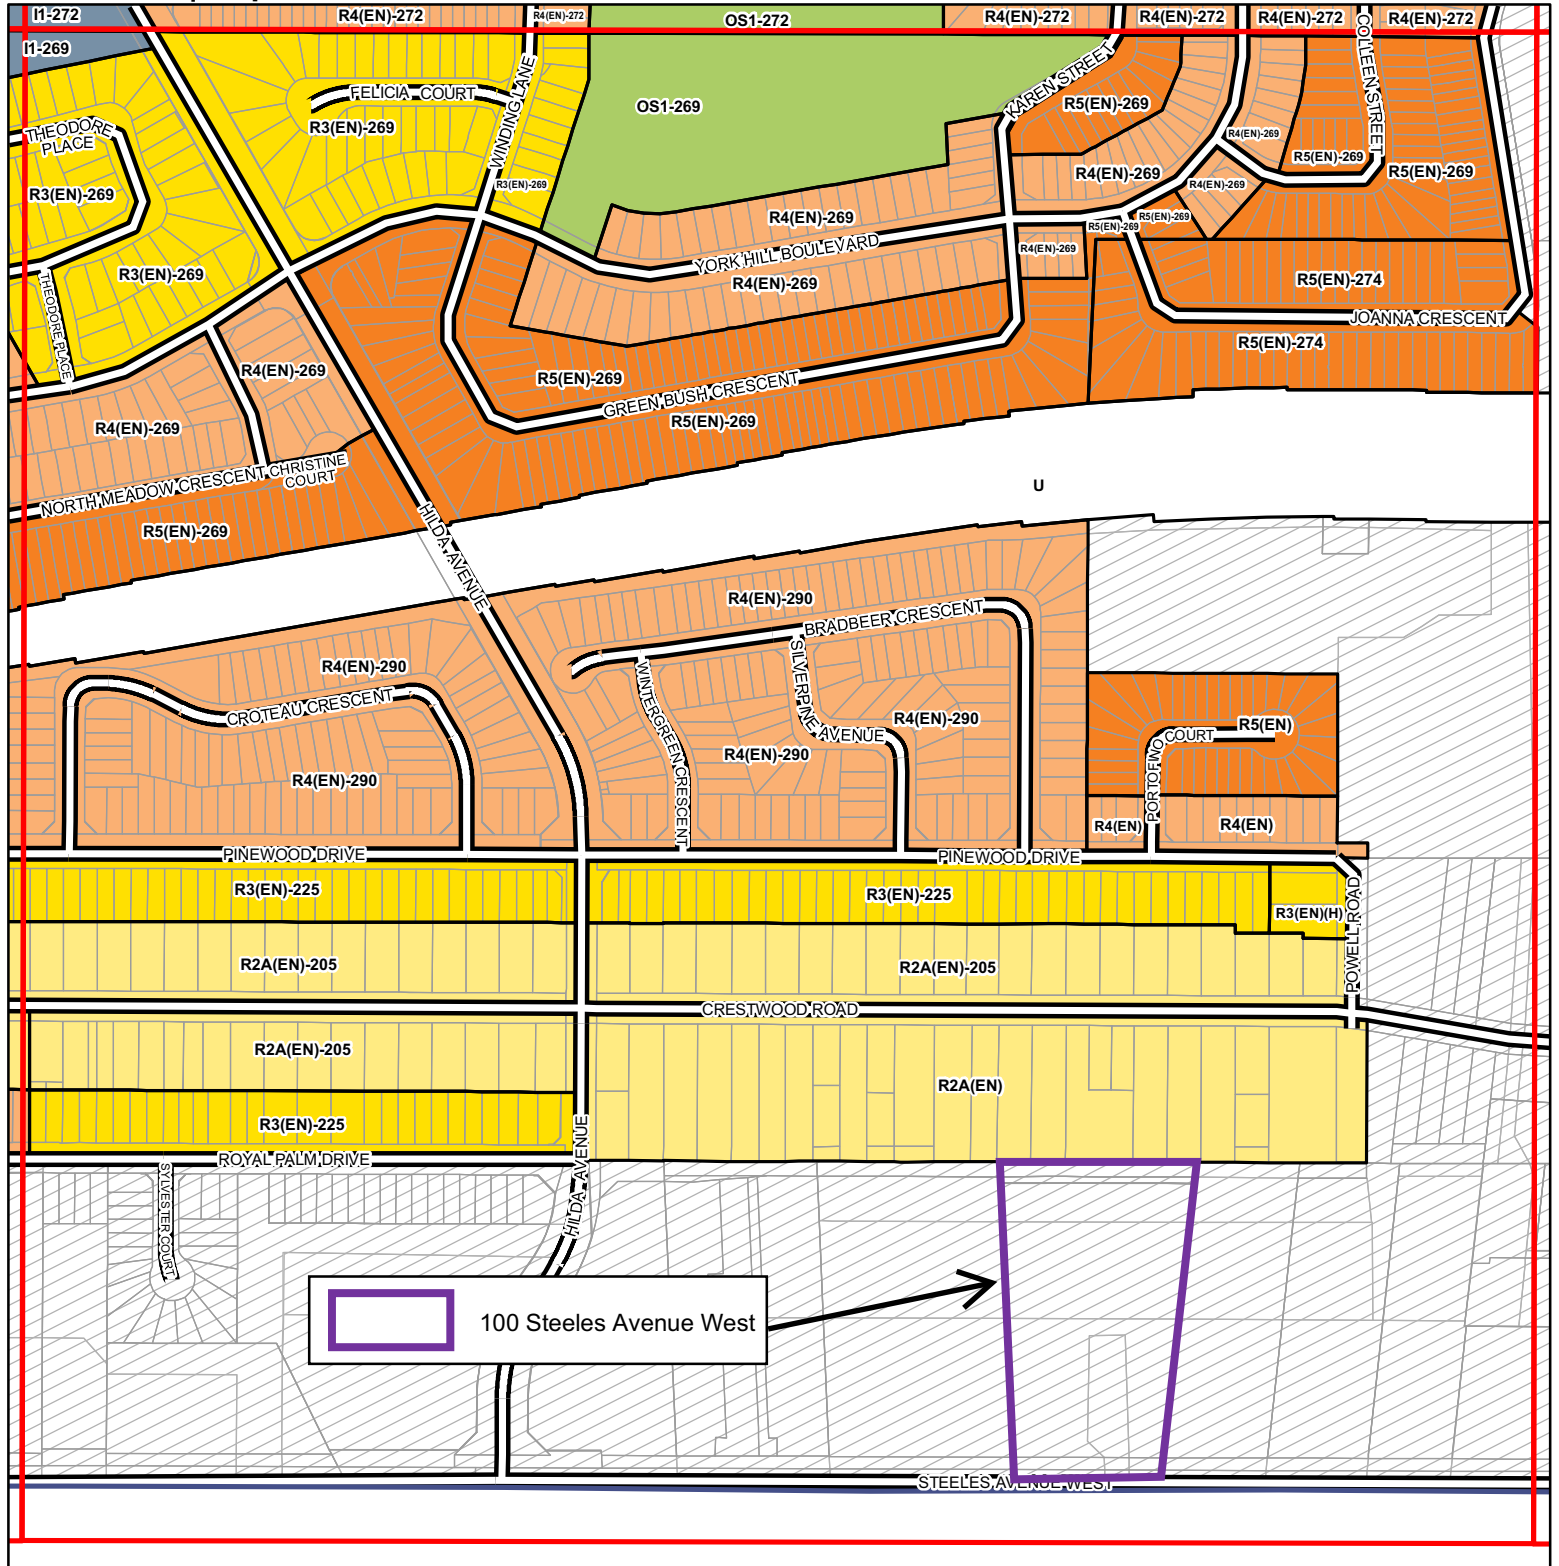 I1-272
R4(EN)-272
R4(EN)-272
OS1-272
R4(EN)-272
R4(EN)-272
R4(EN)-272
R4(EN)-272
I1-269
COLLEEN STREET
KAREN STREET
WINDING LANE
FELICIA COURT
OS1-269
R5(EN)-269
R3(EN)-269
THEODORE
PLACE
R4(EN)-269
R5(EN)-269
R5(EN)-269
R4(EN)-269
R3(EN)-269
R4(EN)-269
R3(EN)-269
R4(EN)-269
R5(EN)-269
R5(EN)-269
YORK HILL BOULEVARD
R4(EN)-269
R3(EN)-269
THEODORE PLACE
R4(EN)-269
R5(EN)-274
JOANNA CRESCENT
R5(EN)-274
R4(EN)-269
R5(EN)-269
GREEN BUSH CRESCENT
R5(EN)-269
R4(EN)-269
NORTH MEADOW CRESCENT
CHRISTINE
COURT
U
R5(EN)-269
HILDA AVENUE
R4(EN)-290
BRADBEER CRESCENT
R4(EN)-290
CROTEAU CRESCENT
WINTERGREEN CRESCENT
SILVERPINE AVENUE
R4(EN)-290
R5(EN)
PORTOFINO COURT
R4(EN)-290
R4(EN)-290
R4(EN)
R4(EN)
PINEWOOD DRIVE
PINEWOOD DRIVE
R3(EN)-225
R3(EN)-225
R3(EN)(H)
POWELL ROAD
R2A(EN)-205
R2A(EN)-205
CRESTWOOD ROAD
R2A(EN)-205
R2A(EN)
R3(EN)-225
ROYAL PALM DRIVE
HILDA AVENUE
SYLVESTER COURT
100 Steeles Avenue West
STEELES AVENUE WEST